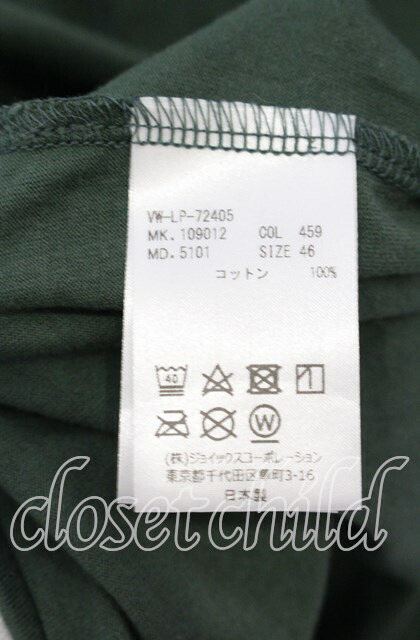 VW-LP-72405
MK. 109012 COL 459
MD. 5101 SIZE 46
コットン 100%
40
W
(株)ジョイックスコーポレーション
東京都千代田区麹町3-16
日本製
closet child